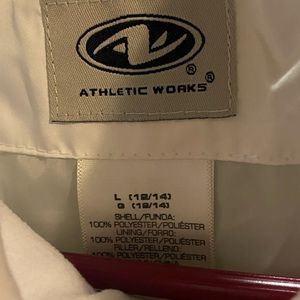 ® ®
ATHLETIC WORKS
L (12/14)
G (12/14)
SHELL/FUNDA:
100% POLYESTER/POLIÉSTER
LINING/FORRO:
100% POLYESTER/POLIÉSTER
FILLER/RELLENO:
100% POLYESTER/POLIÉSTER